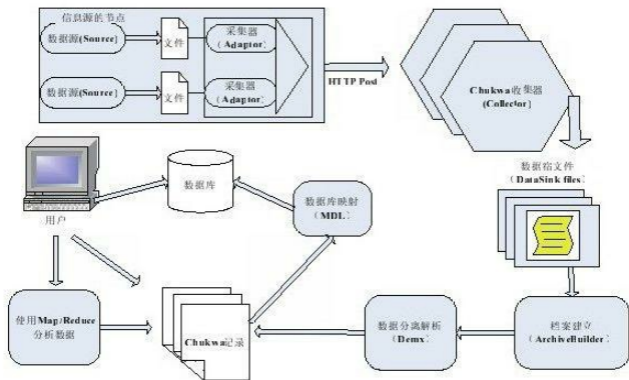 信息源的节点
数据源(Source)
文件
采集器
(Adaptor)
数据源(Source)
文件
采集器
(Adaptor)
HTTP Post
Chukwa收集器
(Collector)
数据宿文件
(DataSink files)
用户
数据库
数据库映射
(MDL)
使用Map/Reduce
分析数据
Chukwa记录
数据分离解析
(Demx)
档案建立
(ArchiveBuilder)